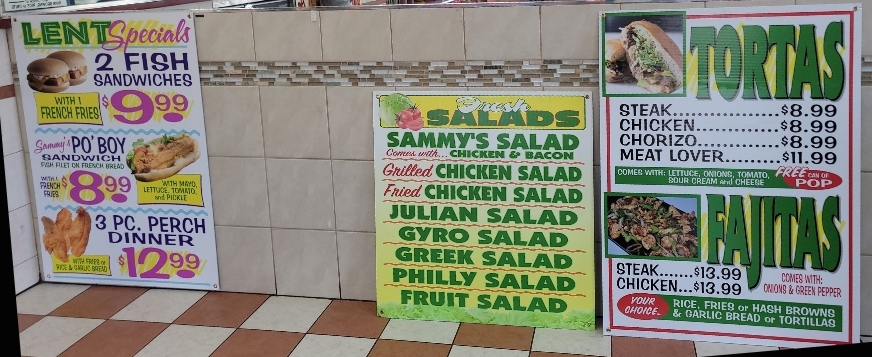 LENT Specials
2 FISH
SANDWICHES
WITH 1
FRENCH FRIES
$9.99
Sammy's PO' BOY
SANDWICH
FISH FILET ON FRENCH BREAD
WITH 1
FRENCH
FRIES
$8.99
WITH MAYO,
LETTUCE, TOMATO,
and PICKLE
3 PC. PERCH
DINNER
WITH FRIES or
RICE & GARLIC BREAD
$12.99
Fresh
SALADS
SAMMY'S SALAD
Comes with... CHICKEN & BACON
Grilled CHICKEN SALAD
Fried CHICKEN SALAD
JULIAN SALAD
GYRO SALAD
GREEK SALAD
PHILLY SALAD
FRUIT SALAD
TORTAS
STEAK..............$8.99
CHICKEN..........$8.99
CHORIZO..........$8.99
MEAT LOVER.....$11.99
COMES WITH: LETTUCE, ONIONS, TOMATO,
SOUR CREAM and CHEESE
FREE CAN OF
POP
FAJITAS
STEAK.....$13.99
CHICKEN...$13.99
COMES WITH:
ONIONS & GREEN PEPPER
YOUR
CHOICE..
RICE, FRIES or HASH BROWNS
& GARLIC BREAD or TORTILLAS